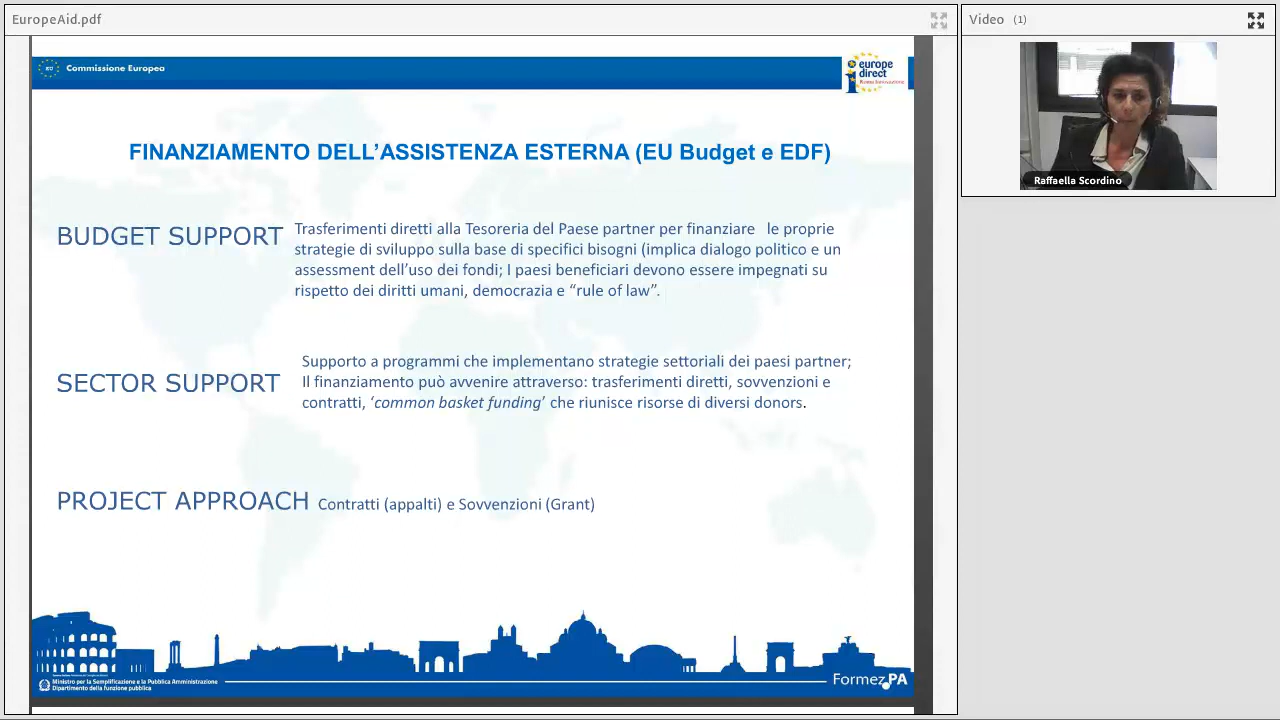 EuropeAid.pdf
Video (1)
EU
Commissione Europea
europe
direct
Roma Innovazione
FINANZIAMENTO DELL’ASSISTENZA ESTERNA (EU Budget e EDF)
BUDGET SUPPORT
Trasferimenti diretti alla Tesoreria del Paese partner per finanziare le proprie
strategie di sviluppo sulla base di specifici bisogni (implica dialogo politico e un
assessment dell’uso dei fondi; I paesi beneficiari devono essere impegnati su
rispetto dei diritti umani, democrazia e “rule of law”.
SECTOR SUPPORT
Supporto a programmi che implementano strategie settoriali dei paesi partner;
Il finanziamento può avvenire attraverso: trasferimenti diretti, sovvenzioni e
contratti, ‘common basket funding’ che riunisce risorse di diversi donors.
PROJECT APPROACH Contratti (appalti) e Sovvenzioni (Grant)
Ministro per la Semplificazione e la Pubblica Amministrazione
Dipartimento della funzione pubblica
FormezPA
Raffaella Scordino